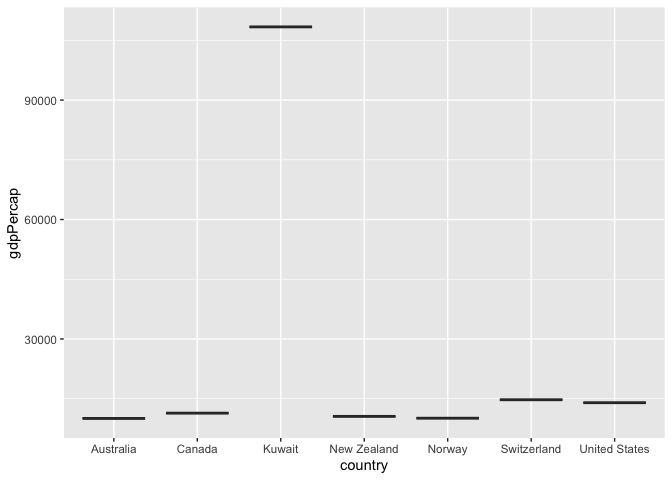 gdpPercap
90000
60000
30000
Australia Canada Kuwait New Zealand Norway Switzerland United States
country